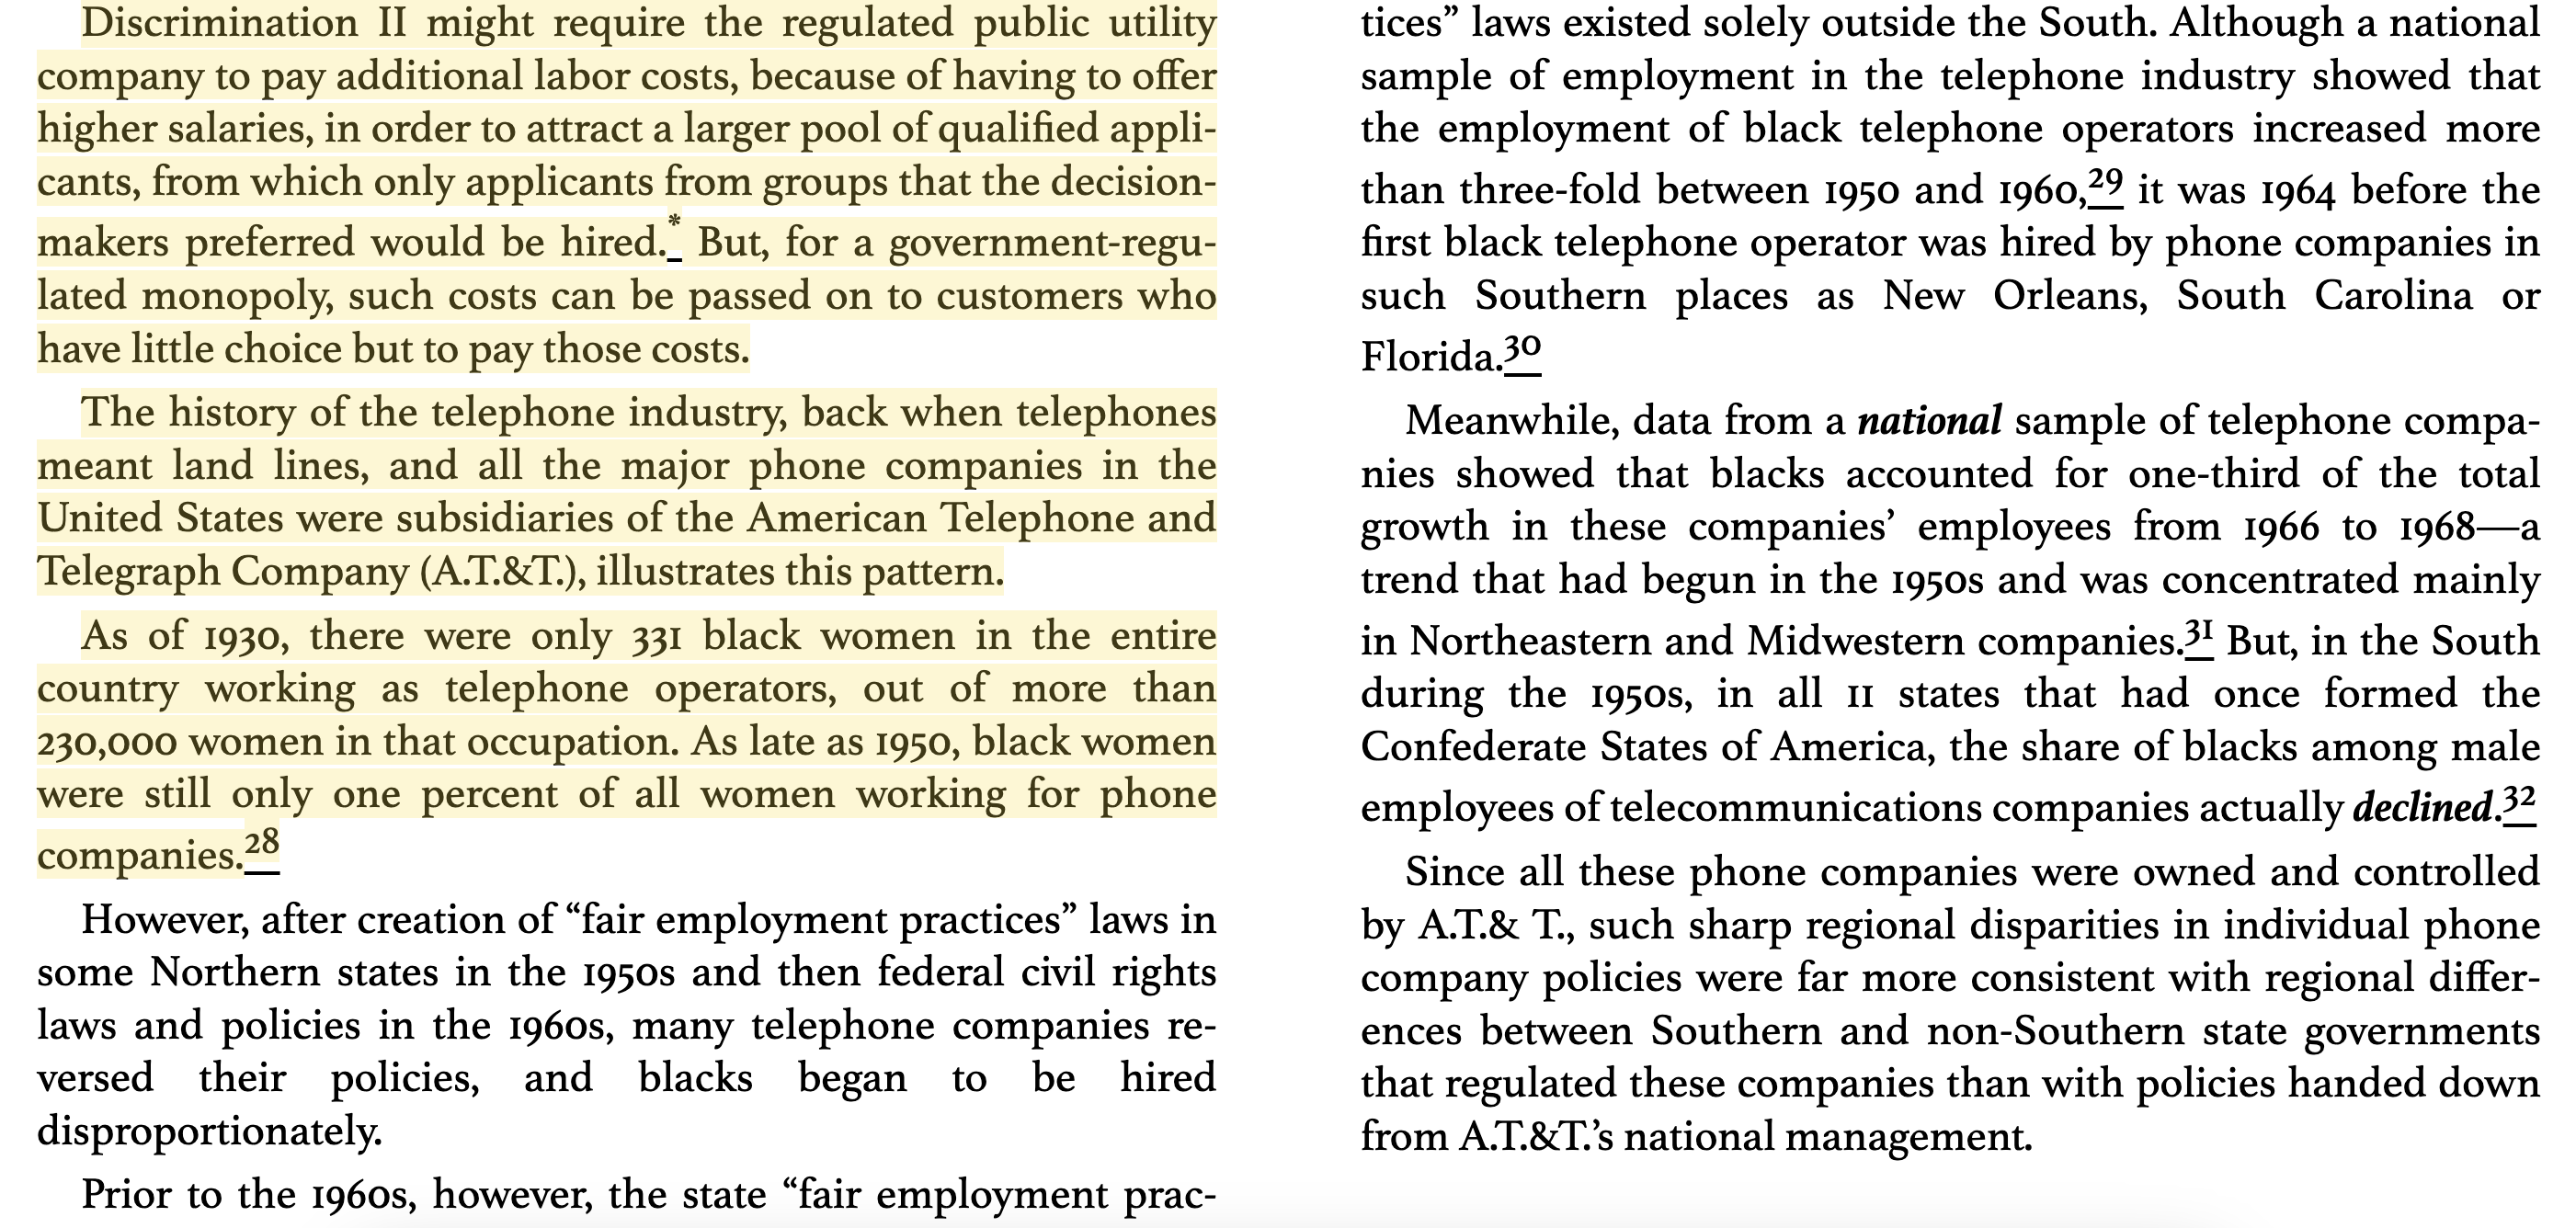 Discrimination II might require the regulated public utility
company to pay additional labor costs, because of having to offer
higher salaries, in order to attract a larger pool of qualified appli-
cants, from which only applicants from groups that the decision-
makers preferred would be hired.* But, for a government-regu-
lated monopoly, such costs can be passed on to customers who
have little choice but to pay those costs.
The history of the telephone industry, back when telephones
meant land lines, and all the major phone companies in the
United States were subsidiaries of the American Telephone and
Telegraph Company (A.T.&T.), illustrates this pattern.
As of 1930, there were only 331 black women in the entire
country working as telephone operators, out of more than
230,000 women in that occupation. As late as 1950, black women
were still only one percent of all women working for phone
companies.28
However, after creation of “fair employment practices” laws in
some Northern states in the 1950s and then federal civil rights
laws and policies in the 1960s, many telephone companies re-
versed their policies, and blacks began to be hired
disproportionately.
Prior to the 1960s, however, the state “fair employment prac-
tices” laws existed solely outside the South. Although a national
sample of employment in the telephone industry showed that
the employment of black telephone operators increased more
than three-fold between 1950 and 1960,29 it was 1964 before the
first black telephone operator was hired by phone companies in
such Southern places as New Orleans, South Carolina or
Florida.30
Meanwhile, data from a national sample of telephone compa-
nies showed that blacks accounted for one-third of the total
growth in these companies’ employees from 1966 to 1968—a
trend that had begun in the 1950s and was concentrated mainly
in Northeastern and Midwestern companies.31 But, in the South
during the 1950s, in all 11 states that had once formed the
Confederate States of America, the share of blacks among male
employees of telecommunications companies actually declined.32
Since all these phone companies were owned and controlled
by A.T.& T., such sharp regional disparities in individual phone
company policies were far more consistent with regional differ-
ences between Southern and non-Southern state governments
that regulated these companies than with policies handed down
from A.T.&T.’s national management.